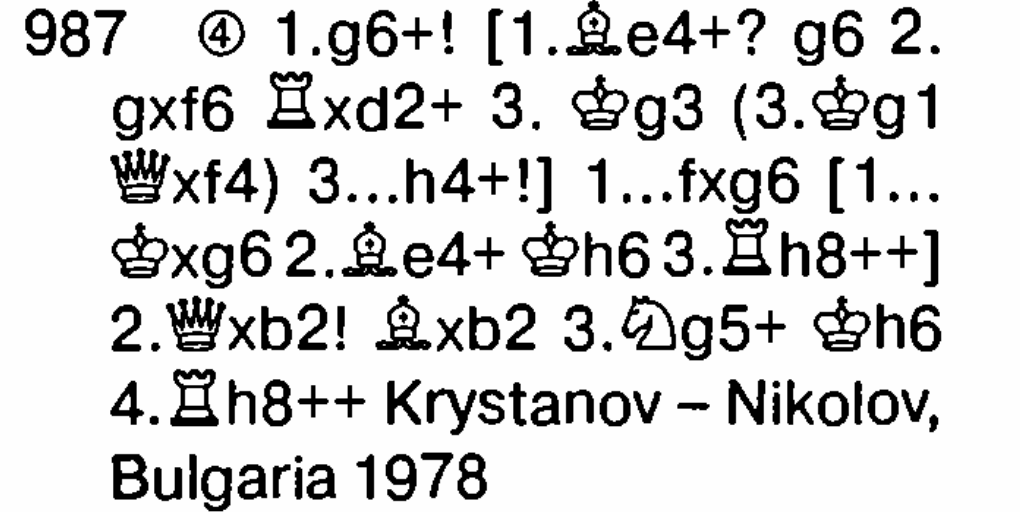 987 ④ 1.g6+! [1.♗e4+? g6 2.
gxf6 ♖xd2+ 3. ♔g3 (3.♔g1
♕xf4) 3...h4+!] 1...fxg6 [1...
♔xg6 2.♗e4+ ♔h6 3.♖h8++]
2.♕xb2! ♗xb2 3.♘g5+ ♔h6
4.♖h8++ Krystanov – Nikolov,
Bulgaria 1978